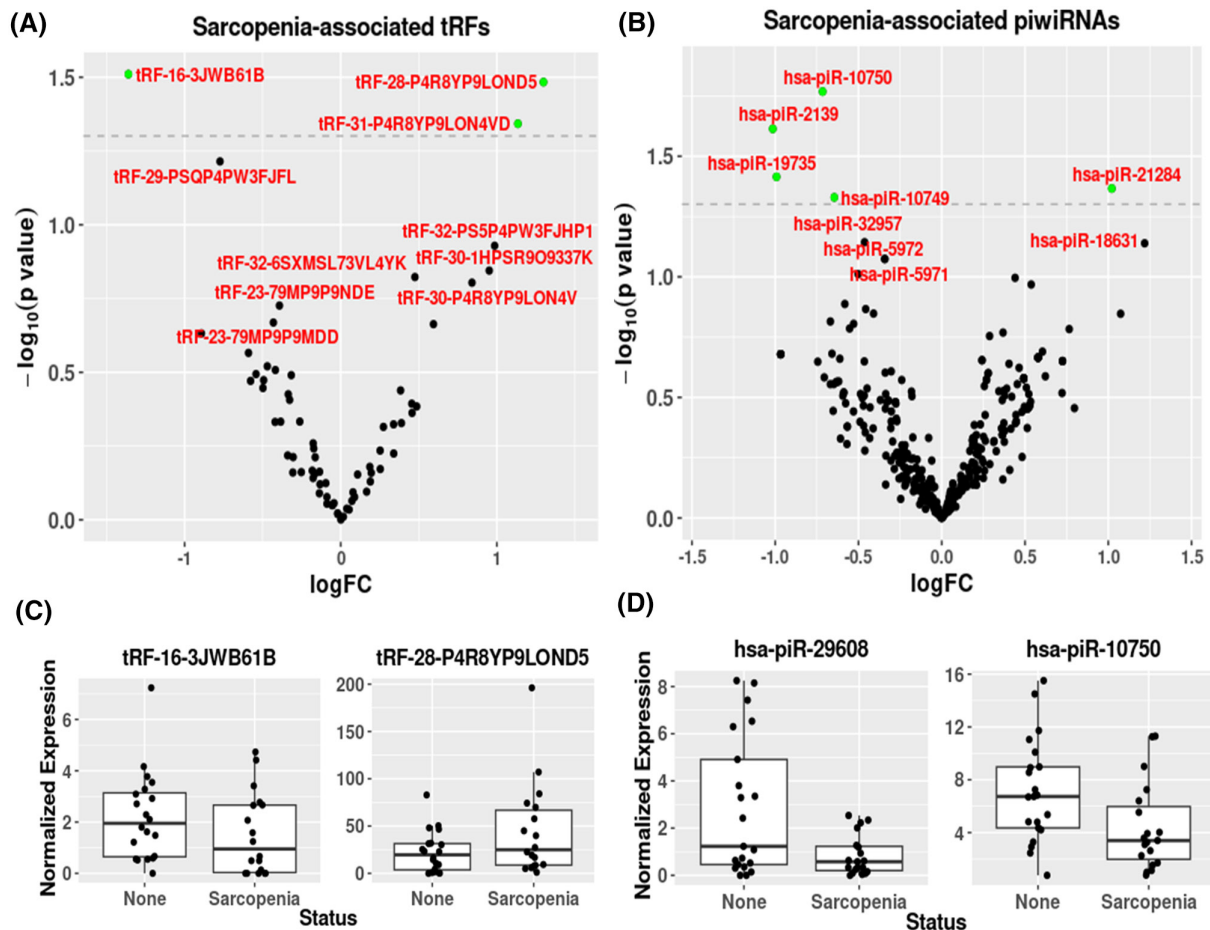 (A)
Sarcopenia-associated tRFs
1.5
1.0
0.5
0.0
−log10(p value)
tRF-16-3JWB61B
tRF-28-P4R8YP9LOND5
tRF-31-P4R8YP9LON4VD
tRF-29-PSQP4PW3FJFL
tRF-32-PS5P4PW3FJHP1
tRF-32-6SXMSL73VL4YK
tRF-30-1HPSR9O9337K
tRF-23-79MP9P9NDE
tRF-30-P4R8YP9LON4V
tRF-23-79MP9P9MDD
-1
0
1
logFC
(B)
Sarcopenia-associated piwiRNAs
1.5
1.0
0.5
0.0
−log10(p value)
hsa-piR-10750
hsa-piR-2139
hsa-piR-19735
hsa-piR-21284
hsa-piR-10749
hsa-piR-32957
hsa-piR-18631
hsa-piR-5972
hsa-piR-5971
-1.5
-1.0
-0.5
0.0
0.5
1.0
1.5
logFC
(C)
tRF-16-3JWB61B
tRF-28-P4R8YP9LOND5
Normalized Expression
6
4
2
0
200
150
100
50
0
None
Sarcopenia
None
Sarcopenia
Status
(D)
hsa-piR-29608
hsa-piR-10750
Normalized Expression
8
6
4
2
0
16
12
8
4
None
Sarcopenia
None
Sarcopenia
Status